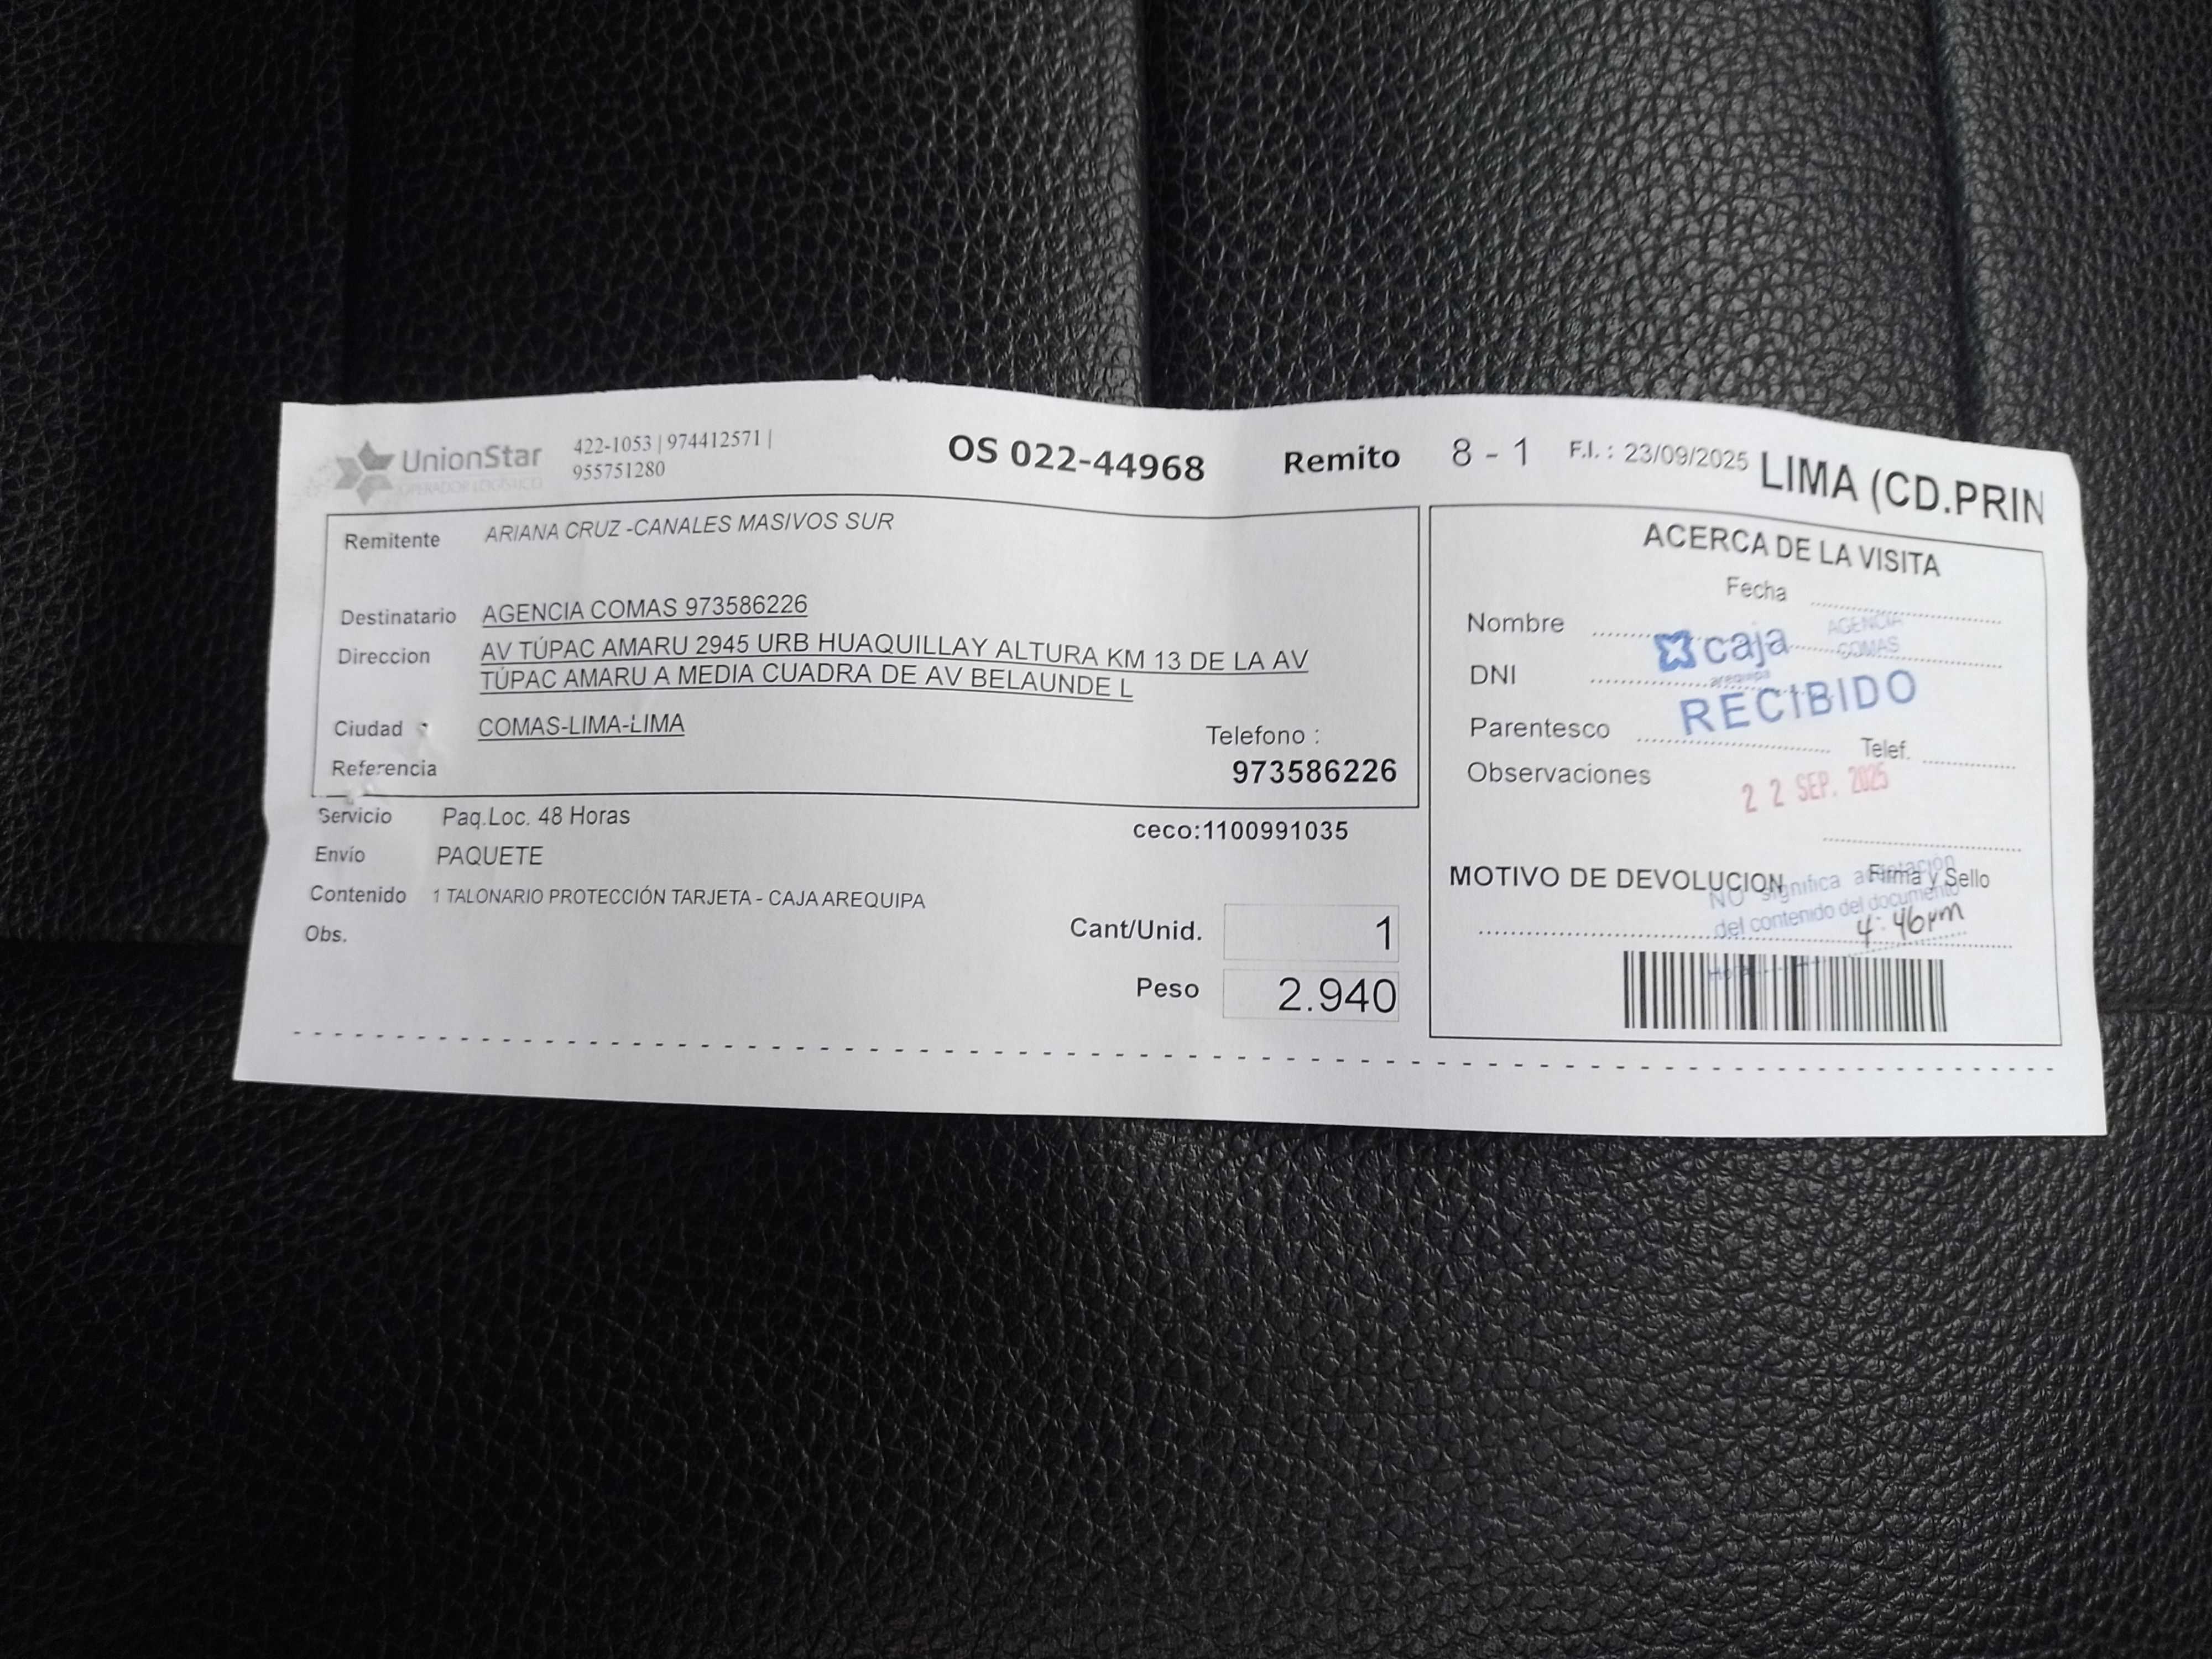 UnionStar
OPERADOR LOGÍSTICO
422-1053 | 974412571 |
955751280
OS 022-44968
Remito 8 - 1
F.I. : 23/09/2025
LIMA (CD.PRIN
Remitente ARIANA CRUZ -CANALES MASIVOS SUR
Destinatario AGENCIA COMAS 973586226
Direccion AV TÚPAC AMARU 2945 URB HUAQUILLAY ALTURA KM 13 DE LA AV
TÚPAC AMARU A MEDIA CUADRA DE AV BELAUNDE L
Ciudad : COMAS-LIMA-LIMA
Telefono :
Referencia
973586226
Servicio Paq.Loc. 48 Horas
ceco:1100991035
Envío PAQUETE
Contenido 1 TALONARIO PROTECCIÓN TARJETA - CAJA AREQUIPA
Obs.
Cant/Unid. 1
Peso 2.940
ACERCA DE LA VISITA
Fecha
Nombre
DNI
Parentesco
Telef.
Observaciones
caja
arequipa
AGENCIA
COMAS
RECIBIDO
22 SEP. 2025
MOTIVO DE DEVOLUCION
Firma y Sello
NO significa aceptación
del contenido del documento
4:46pm
Hora